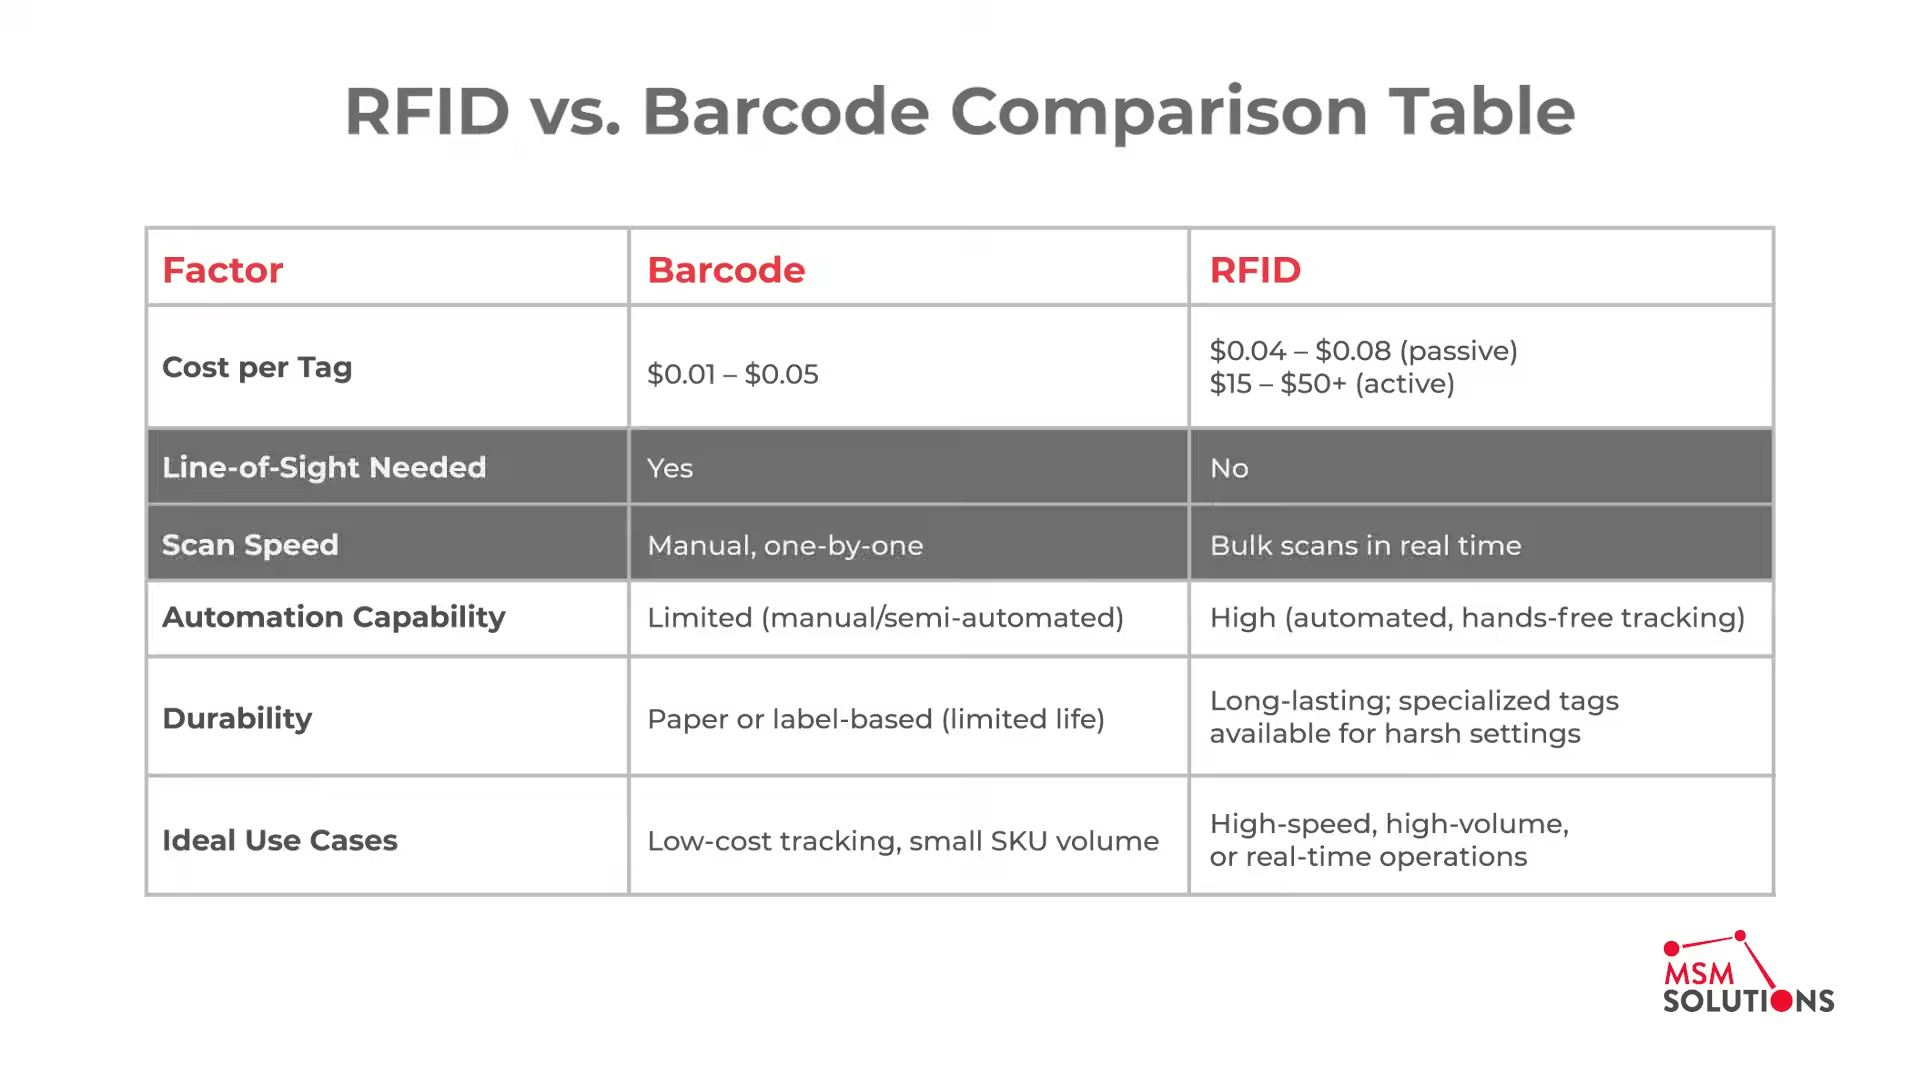 RFID vs. Barcode Comparison Table
Factor
Barcode
RFID
Cost per Tag
$0.01 – $0.05
$0.04 – $0.08 (passive)
$15 – $50+ (active)
Line-of-Sight Needed
Yes
No
Scan Speed
Manual, one-by-one
Bulk scans in real time
Automation Capability
Limited (manual/semi-automated)
High (automated, hands-free tracking)
Durability
Paper or label-based (limited life)
Long-lasting; specialized tags
available for harsh settings
Ideal Use Cases
Low-cost tracking, small SKU volume
High-speed, high-volume,
or real-time operations
MSM
SOLUTIONS